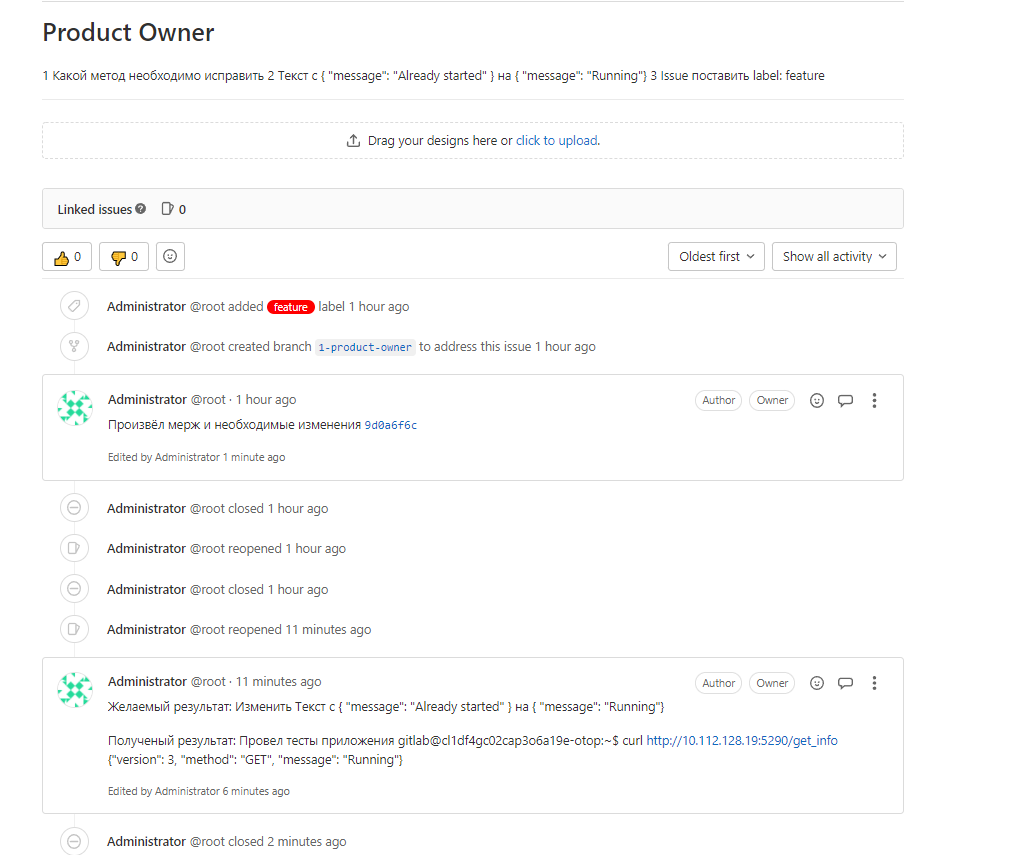 Product Owner
1 Какой метод необходимо исправить 2 Текст с { "message": "Already started" } на { "message": "Running"} 3 Issue поставить label: feature
Drag your designs here or click to upload.
Linked issues 0
0 0
Oldest first Show all activity
Administrator @root added feature label 1 hour ago
Administrator @root created branch 1-product-owner to address this issue 1 hour ago
Administrator @root · 1 hour ago Author Owner
Произвёл мерж и необходимые изменения 9d0a6f6c
Edited by Administrator 1 minute ago
Administrator @root closed 1 hour ago
Administrator @root reopened 1 hour ago
Administrator @root closed 1 hour ago
Administrator @root reopened 11 minutes ago
Administrator @root · 11 minutes ago Author Owner
Желаемый результат: Изменить Текст с { "message": "Already started" } на { "message": "Running"}
Полученый результат: Провел тесты приложения gitlab@cl1df4gc02cap3o6a19e-otop:~$ curl http://10.112.128.19:5290/get_info
{"version": 3, "method": "GET", "message": "Running"}
Edited by Administrator 6 minutes ago
Administrator @root closed 2 minutes ago